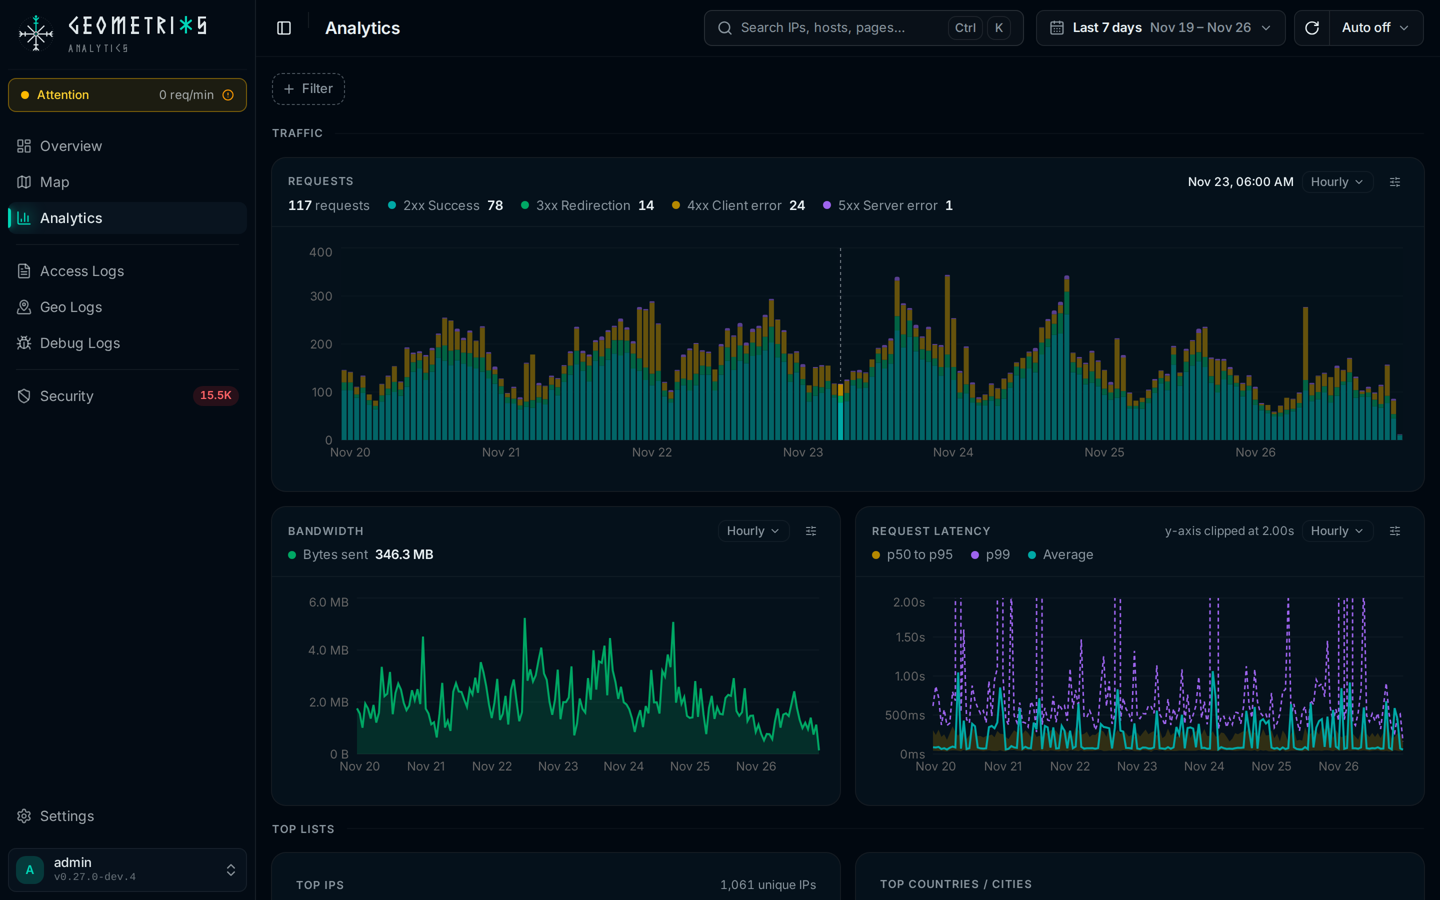 GEOMETRIKS
ANALYTICS
Analytics
Search IPs, hosts, pages...
Ctrl
K
Last 7 days Nov 19 – Nov 26
Auto off
Attention
0 req/min
Overview
Map
Analytics
Access Logs
Geo Logs
Debug Logs
Security
15.5K
Settings
A
admin
v0.27.0-dev.4
+ Filter
TRAFFIC
REQUESTS
Nov 23, 06:00 AM
Hourly
117 requests
2xx Success 78
3xx Redirection 14
4xx Client error 24
5xx Server error 1
400
300
200
100
0
Nov 20
Nov 21
Nov 22
Nov 23
Nov 24
Nov 25
Nov 26
BANDWIDTH
Hourly
Bytes sent 346.3 MB
6.0 MB
4.0 MB
2.0 MB
0 B
Nov 20
Nov 21
Nov 22
Nov 23
Nov 24
Nov 25
Nov 26
REQUEST LATENCY
y-axis clipped at 2.00s
Hourly
p50 to p95
p99
Average
2.00s
1.50s
1.00s
500ms
0ms
Nov 20
Nov 21
Nov 22
Nov 23
Nov 24
Nov 25
Nov 26
TOP LISTS
TOP IPS
1,061 unique IPs
TOP COUNTRIES / CITIES